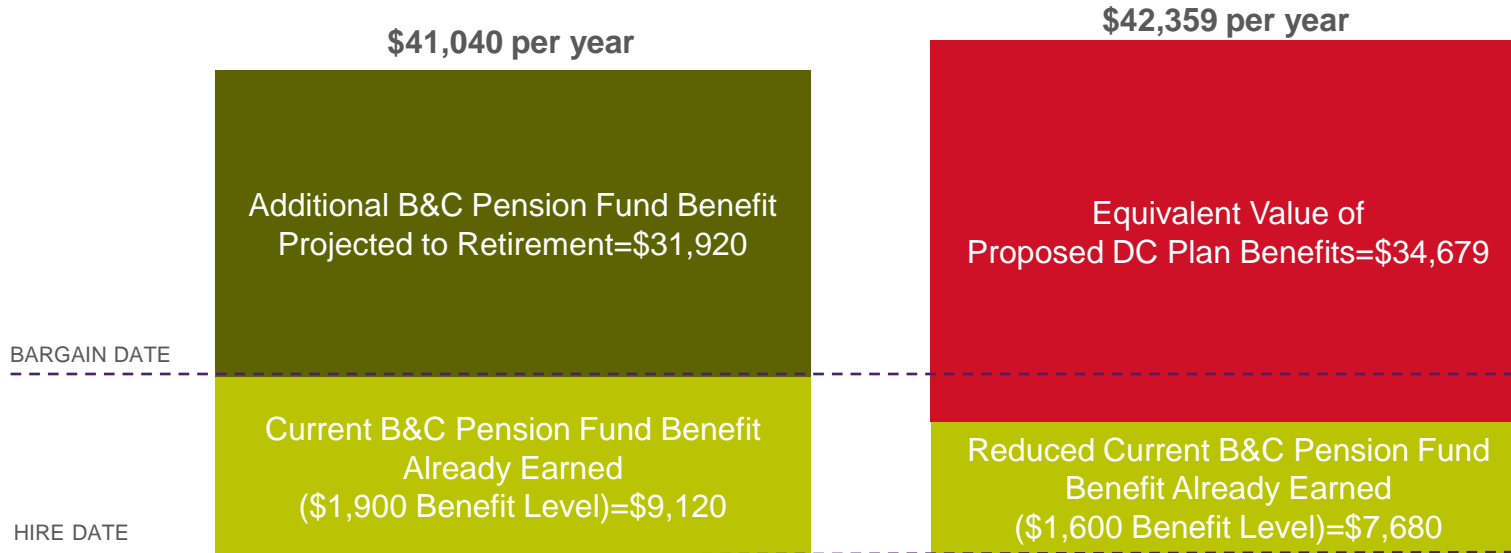 $41,040 per year
$42,359 per year
Additional B&C Pension Fund Benefit
Projected to Retirement=$31,920
Equivalent Value of
Proposed DC Plan Benefits=$34,679
BARGAIN DATE
Current B&C Pension Fund Benefit
Already Earned
($1,900 Benefit Level)=$9,120
Reduced Current B&C Pension Fund
Benefit Already Earned
($1,600 Benefit Level)=$7,680
HIRE DATE